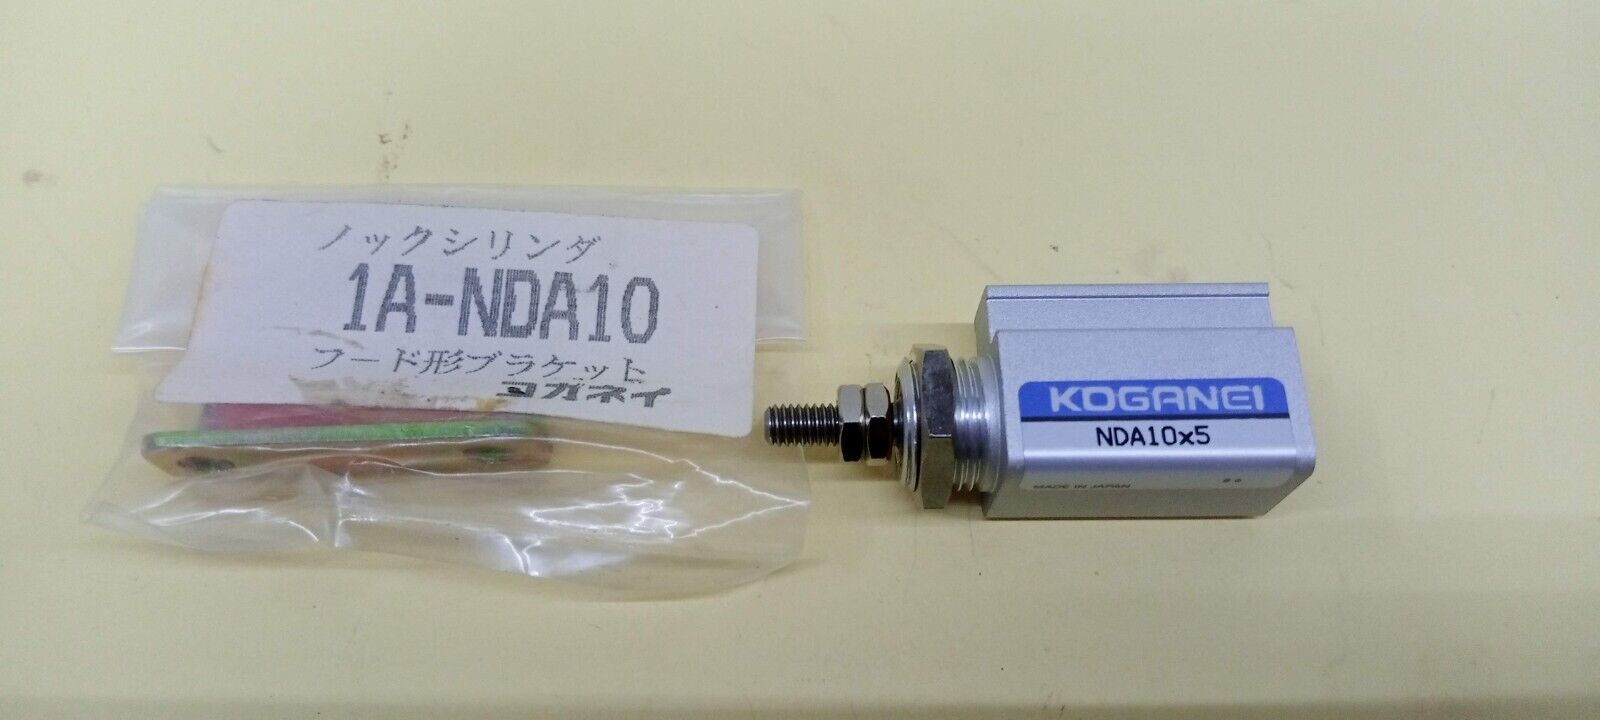 ノックシリンダ
1A-NDA10
フード形ブラケット
コガネイ
KOGANEI
NDA10x5
MADE IN JAPAN